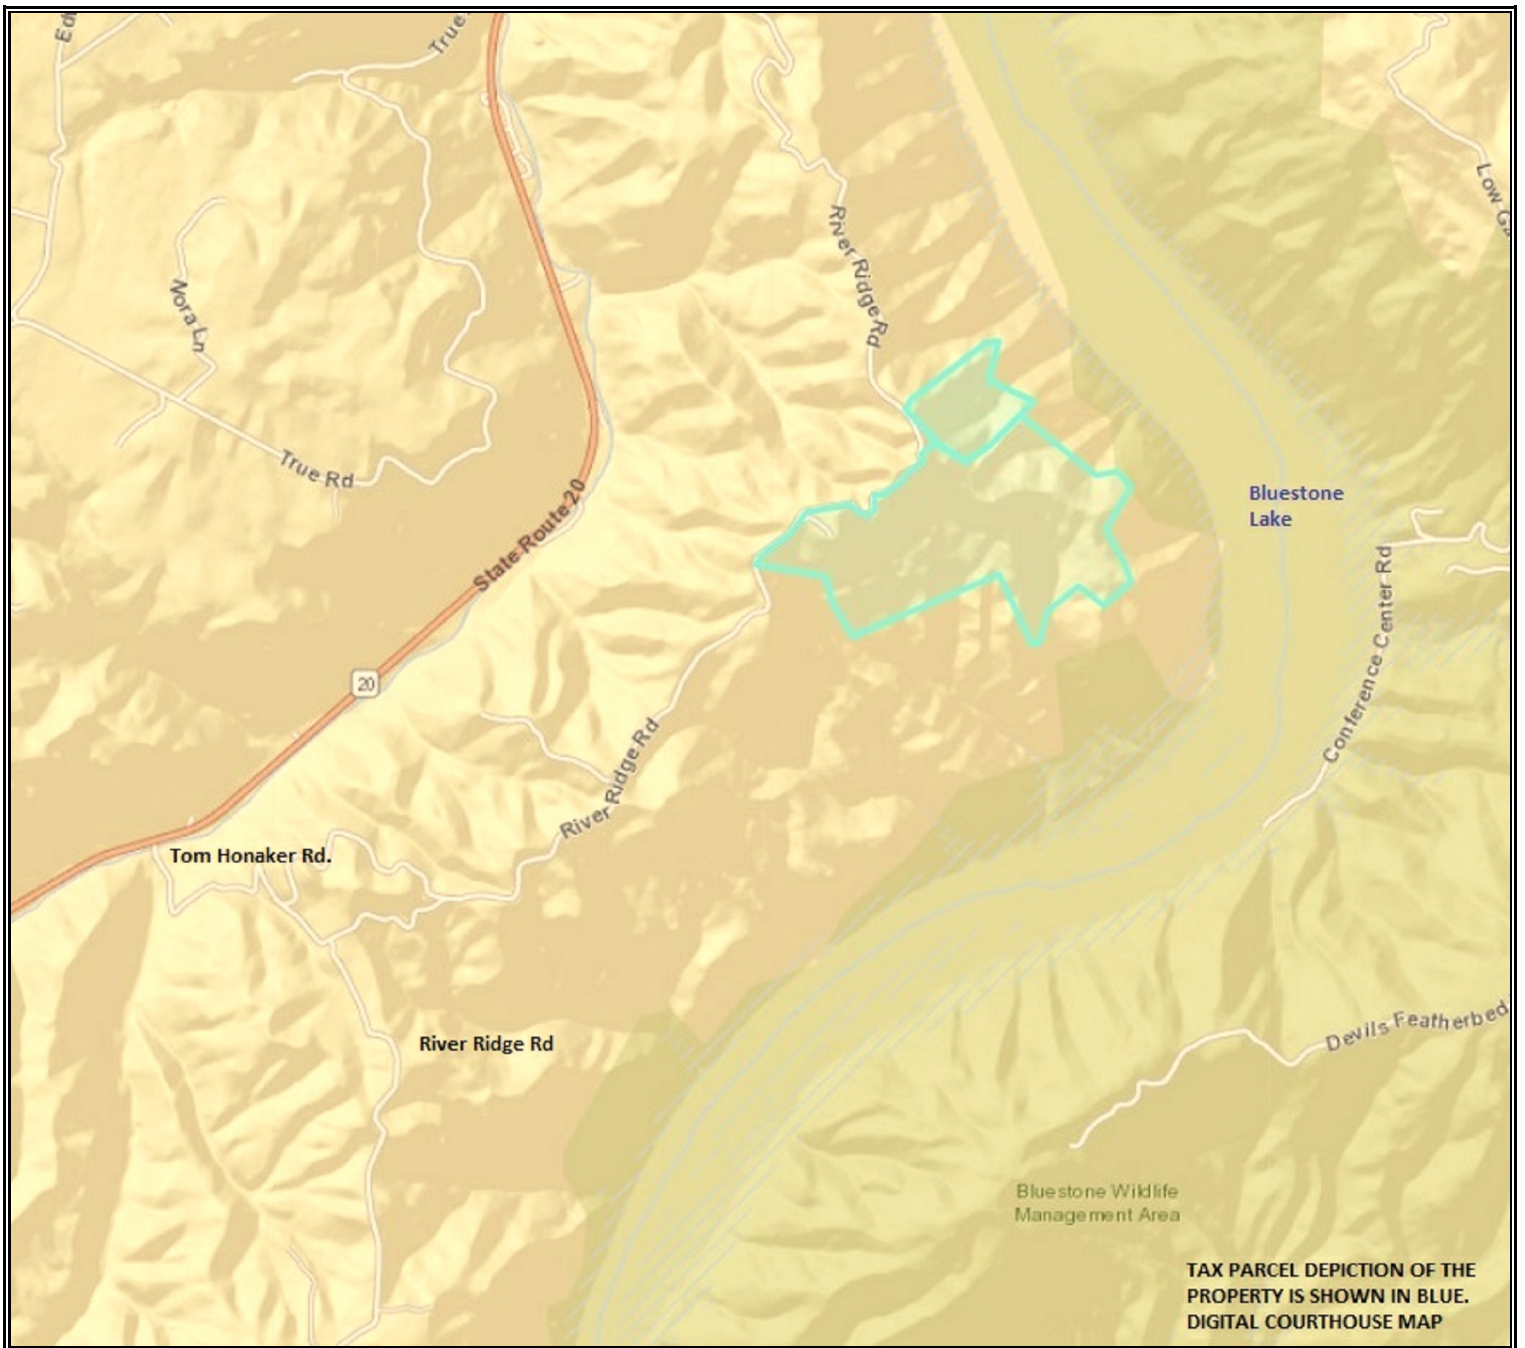 True
Low
River Ridge Rd
Nora Ln
True Rd
State Route 20
Bluestone
Lake
Conference Center Rd
20
River Ridge Rd
Tom Honaker Rd.
River Ridge Rd
Devils Featherbed
Bluestone Wildlife
Management Area
TAX PARCEL DEPICTION OF THE
PROPERTY IS SHOWN IN BLUE.
DIGITAL COURTHOUSE MAP